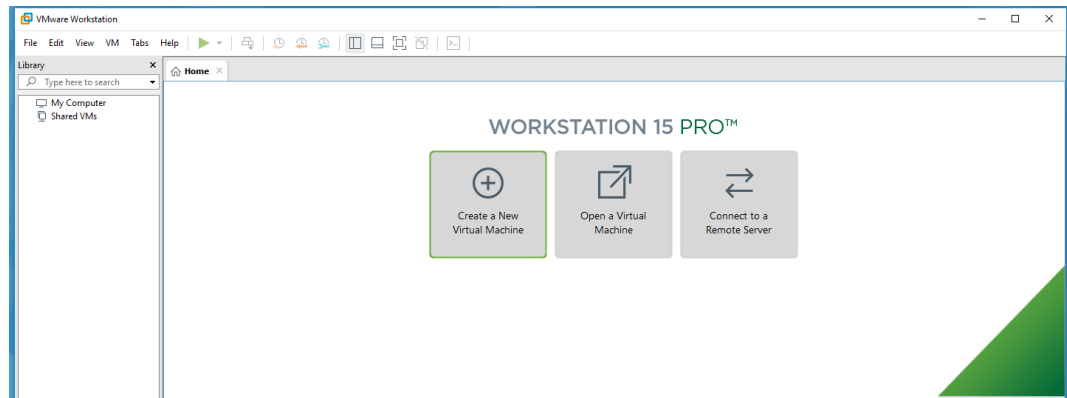 VMware Workstation
File Edit View VM Tabs Help
Library
Type here to search
My Computer
Shared VMs
Home
WORKSTATION 15 PRO™
Create a New
Virtual Machine
Open a Virtual
Machine
Connect to a
Remote Server